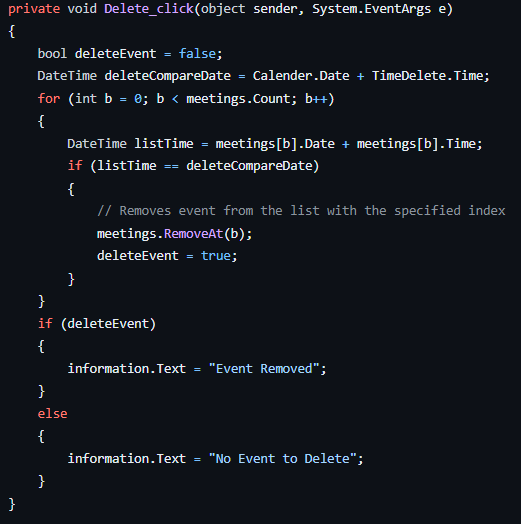 private void Delete_click(object sender, System.EventArgs e)
{
    bool deleteEvent = false;
    DateTime deleteCompareDate = Calender.Date + TimeDelete.Time;
    for (int b = 0; b < meetings.Count; b++)
    {
        DateTime listTime = meetings[b].Date + meetings[b].Time;
        if (listTime == deleteCompareDate)
        {
            // Removes event from the list with the specified index
            meetings.RemoveAt(b);
            deleteEvent = true;
        }
    }
    if (deleteEvent)
    {
        information.Text = "Event Removed";
    }
    else
    {
        information.Text = "No Event to Delete";
    }
}